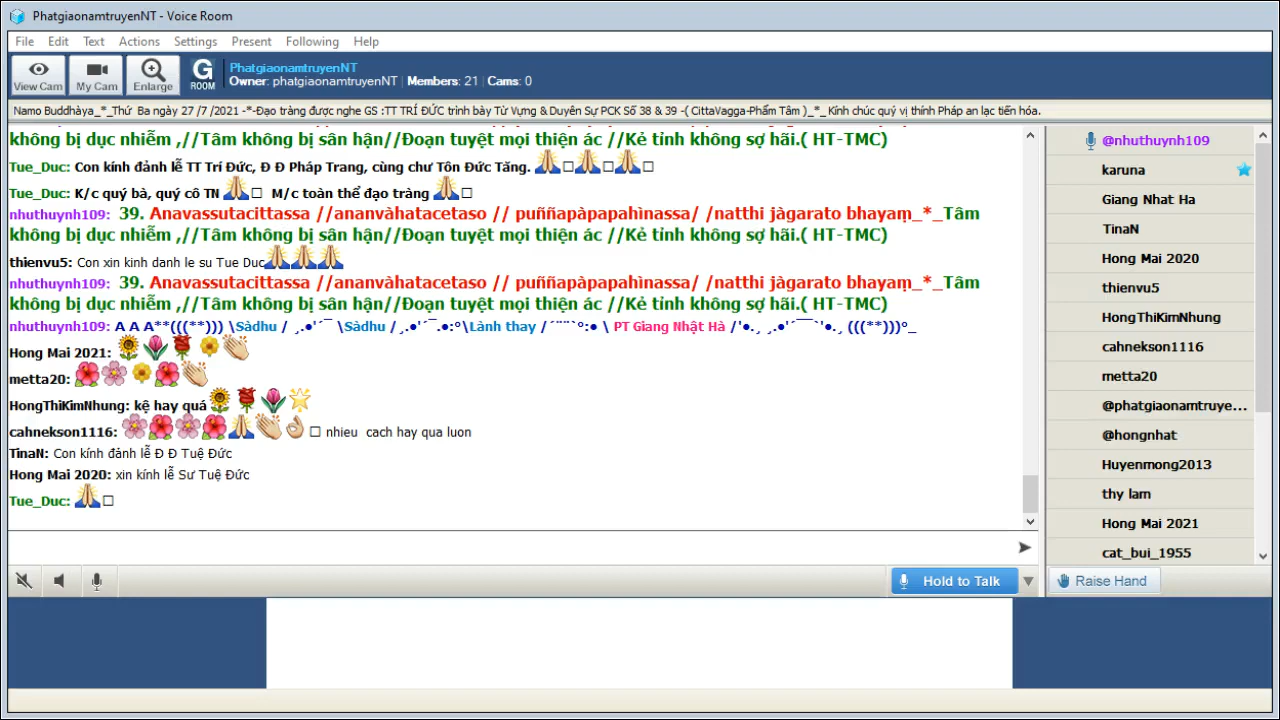 PhatgiaonamtruyenNT - Voice Room
File Edit Text Actions Settings Present Following Help
View Cam My Cam Enlarge G ROOM
PhatgiaonamtruyenNT
Owner: phatgiaonamtruyenNT | Members: 21 | Cams: 0
Namo Buddhàya_*_Thứ Ba ngày 27 /7 /2021 -*-Đạo tràng được nghe GS :TT TRÍ ĐỨC trình bày Từ Vựng & Duyên Sự PCK Số 38 & 39 -( CittaVagga-Phẩm Tâm )_*_ Kính chúc quý vị thính Pháp an lạc tiến hóa.
không bị dục nhiễm ,//Tâm không bị sân hận//Đoạn tuyệt mọi thiện ác //Kẻ tỉnh không sợ hãi.( HT-TMC)
Tue_Duc: Con kính đảnh lễ TT Trí Đức, Đ Đ Pháp Trang, cùng chư Tôn Đức Tăng. 🙏□🙏□🙏□
Tue_Duc: K/c quý bà, quý cô TN 🙏□ M/c toàn thể đạo tràng 🙏□
nhuthuynh109: 39. Anavassutacittassa //ananvàhatacetaso // puññapàpapahìnassa/ /natthi jàgarato bhayaṃ_*_Tâm
không bị dục nhiễm ,//Tâm không bị sân hận//Đoạn tuyệt mọi thiện ác //Kẻ tỉnh không sợ hãi.( HT-TMC)
thienvu5: Con xin kinh danh le su Tue Duc🙏🙏🙏
nhuthuynh109: 39. Anavassutacittassa //ananvàhatacetaso // puññapàpapahìnassa/ /natthi jàgarato bhayaṃ_*_Tâm
không bị dục nhiễm ,//Tâm không bị sân hận//Đoạn tuyệt mọi thiện ác //Kẻ tỉnh không sợ hãi.( HT-TMC)
nhuthuynh109: A A A**(((**))) \Sàdhu / ¸.●'´¯ \Sàdhu /¸.●'´¯.●:°\Lành thay /´¨¨`°:● \ PT Giang Nhật Hà /'●.¸ ¸.●'´¯¯`'●.¸ (((**)))°_
Hong Mai 2021: 🌻🌷🌹🌼👏
metta20: 🌺🌸🌼🌺👏
HongThiKimNhung: kệ hay quá🌻🌹🌷🌟
cahnekson1116: 🌸🌺🌸🌺🙏👏👌□ nhieu cach hay qua luon
TinaN: Con kính đảnh lễ Đ Đ Tuệ Đức
Hong Mai 2020: xin kính lễ Sư Tuệ Đức
Tue_Duc: 🙏□
Hold to Talk
@nhuthuynh109
karuna
Giang Nhat Ha
TinaN
Hong Mai 2020
thienvu5
HongThiKimNhung
cahnekson1116
metta20
@phatgiaonamtruye...
@hongnhat
Huyenmong2013
thy lam
Hong Mai 2021
cat_bui_1955
Raise Hand